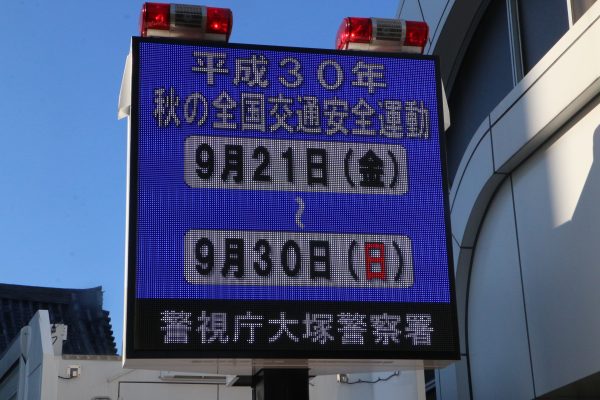 平成３０年
秋の全国交通安全運動
9月21日(金)
～
9月30日(日)
警視庁大塚警察署